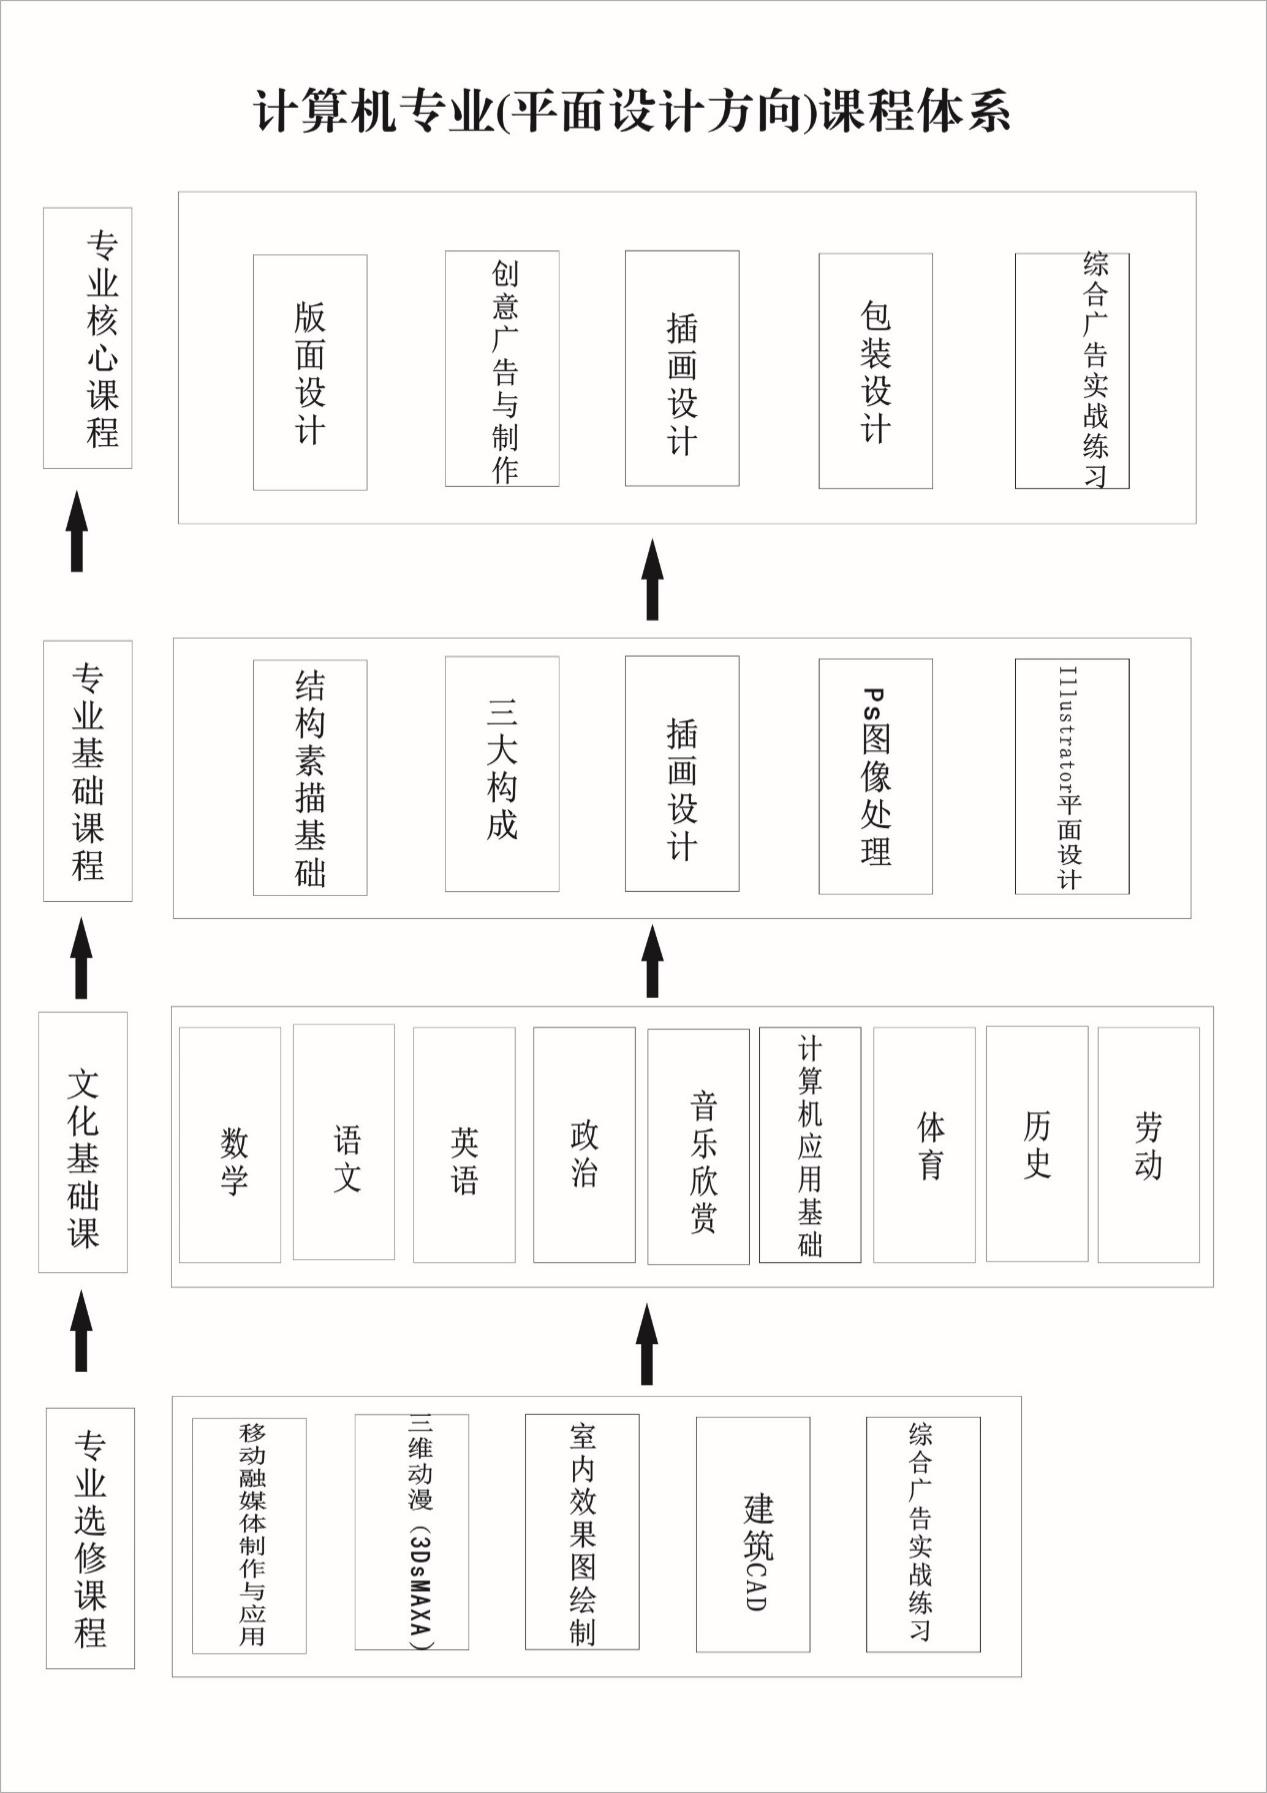 计算机专业(平面设计方向)课程体系
专业核心课程
版面设计
创意广告与制作
插画设计
包装设计
综合广告实战练习
专业基础课程
结构素描基础
三大构成
插画设计
Ps图像处理
Illustrator平面设计
文化基础课
数学
语文
英语
政治
音乐欣赏
计算机应用基础
体育
历史
劳动
专业选修课程
移动融媒体制作与应用
三维动漫（3DsMAXA）
室内效果图绘制
建筑CAD
综合广告实战练习